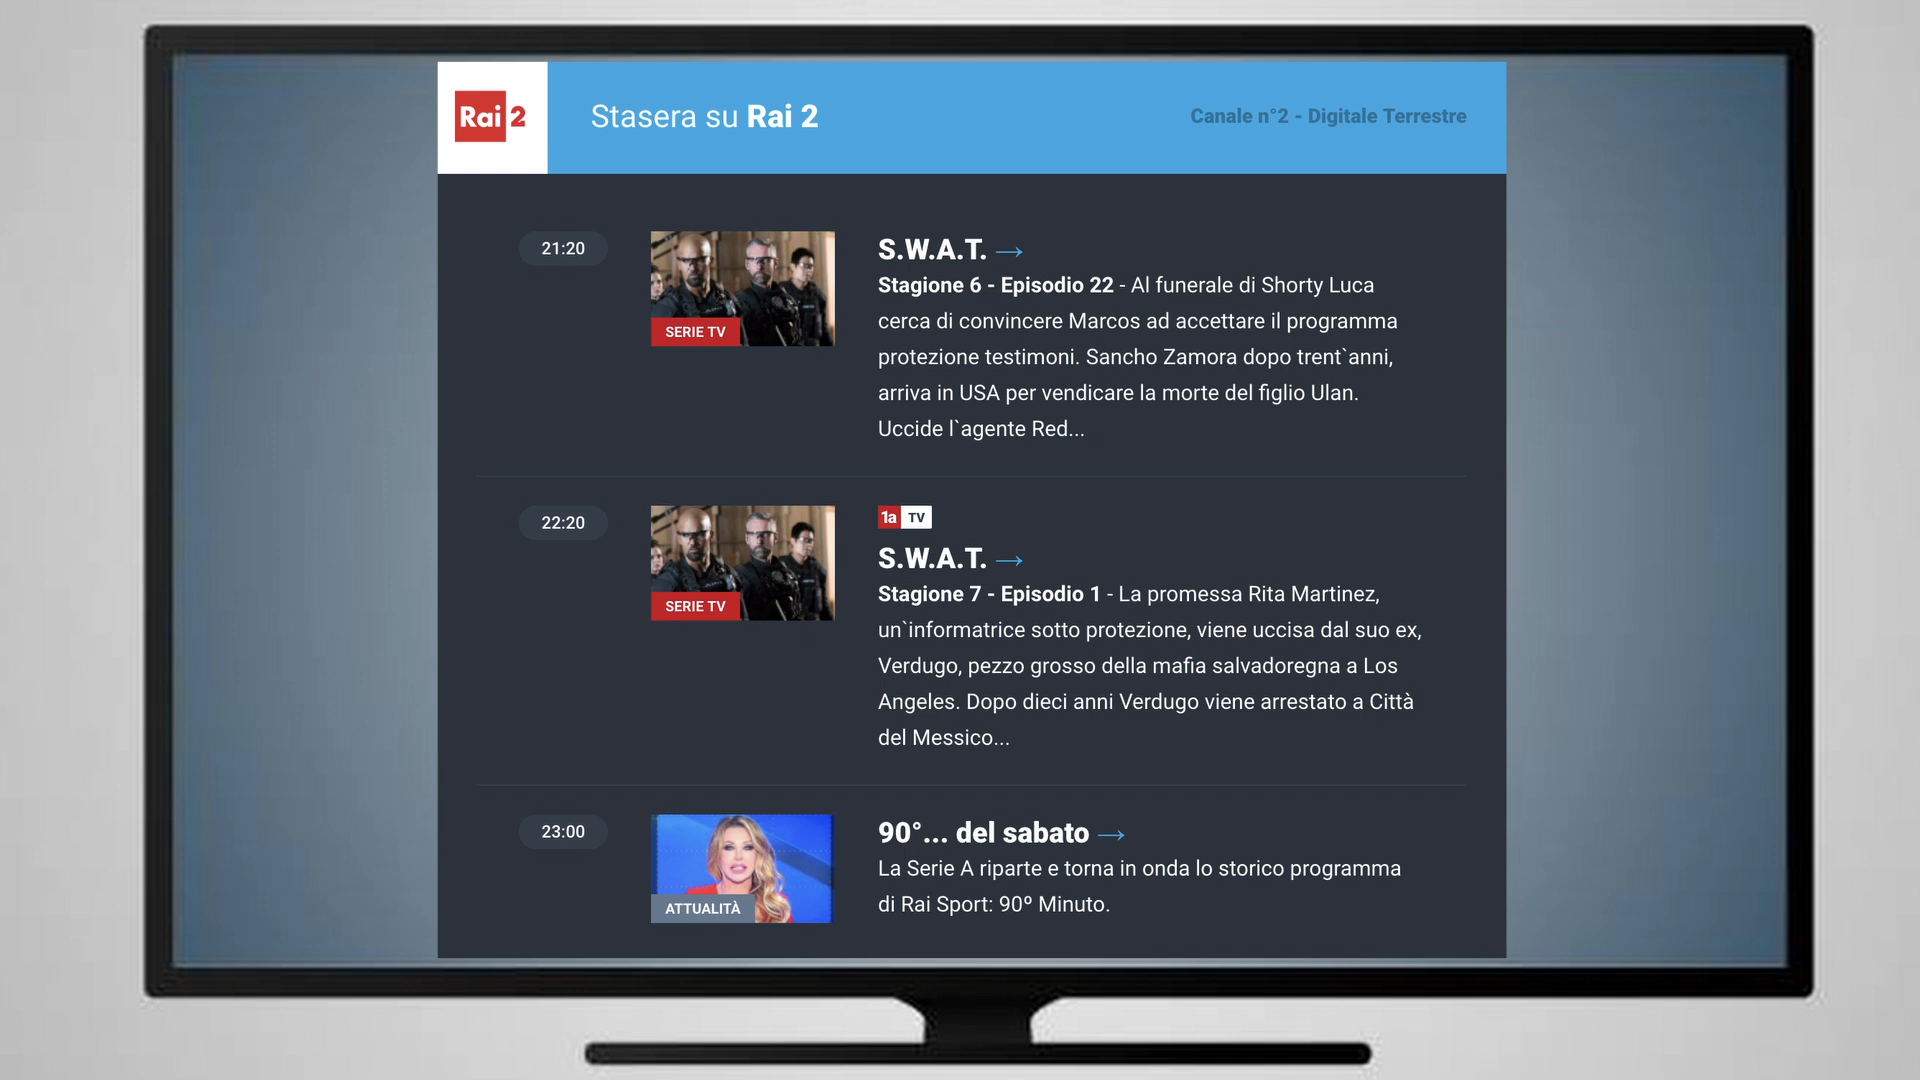 Rai 2
Stasera su Rai 2
Canale n°2 - Digitale Terrestre
21:20
SERIE TV
S.W.A.T. →
Stagione 6 - Episodio 22 - Al funerale di Shorty Luca
cerca di convincere Marcos ad accettare il programma
protezione testimoni. Sancho Zamora dopo trent`anni,
arriva in USA per vendicare la morte del figlio Ulan.
Uccide l`agente Red...
22:20
SERIE TV
1a TV
S.W.A.T. →
Stagione 7 - Episodio 1 - La promessa Rita Martinez,
un`informatrice sotto protezione, viene uccisa dal suo ex,
Verdugo, pezzo grosso della mafia salvadoregna a Los
Angeles. Dopo dieci anni Verdugo viene arrestato a Città
del Messico...
23:00
ATTUALITÀ
90°... del sabato →
La Serie A riparte e torna in onda lo storico programma
di Rai Sport: 90º Minuto.